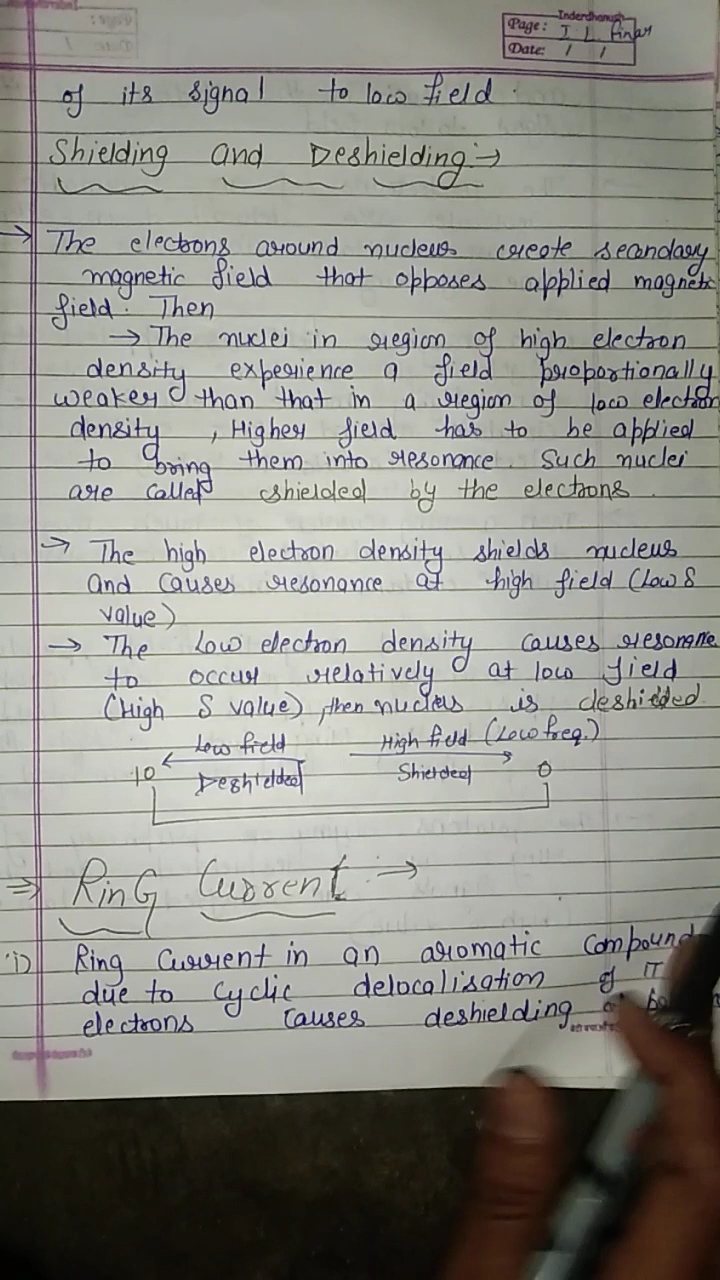 Inderdhanush
Page: I L Final
Date: / /
of its signal to low field.
Shielding and Deshielding:→
→ The electrons around nucleus create secandary
magnetic field that opposes applied magnetic
field. Then
→ The nuclei in region of high electron
density experience a field proportionally
weaker than that in a region of low electron
density , Higher field has to be applied
to bring them into resonance. Such nuclei
are called shielded by the electrons.
→ The high electron density shields nucleus
and causes resonance at high field (Low δ
value)
→ The Low electron density causes resonance
to occur relatively at low field
(High δ value), then nucleus is deshielded
Low field High field (Low freq.)
10 Deshielded Shielded 0
⇒ Ring Current →
i) Ring Current in an aromatic Compound
due to Cyclic delocalisation of π
electrons causes deshielding